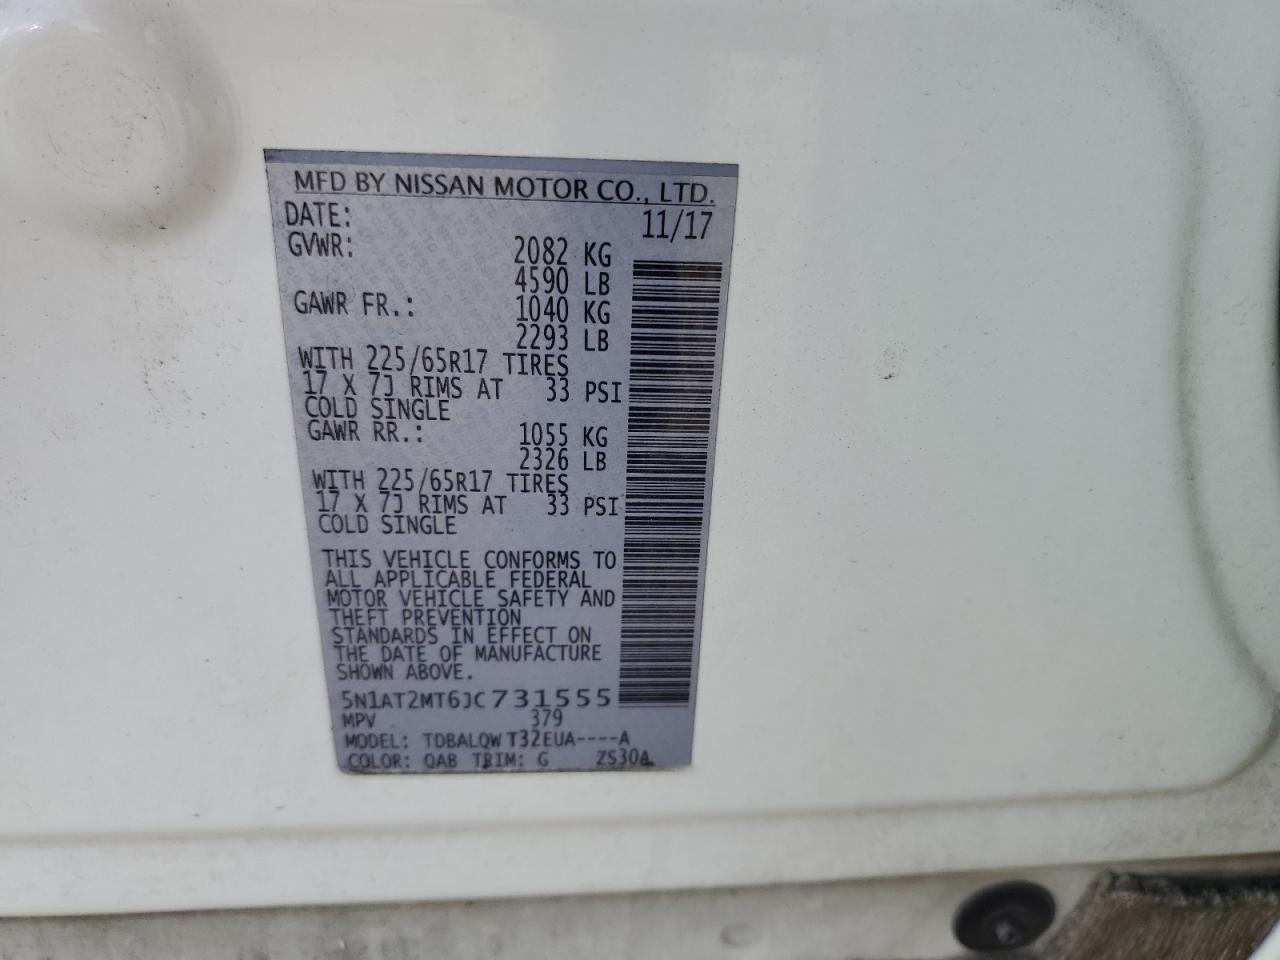 MFD BY NISSAN MOTOR CO., LTD.
DATE: 11/17
GVWR: 2082 KG
4590 LB
GAWR FR.: 1040 KG
2293 LB
WITH 225/65R17 TIRES
17 X 7J RIMS AT 33 PSI
COLD SINGLE
GAWR RR.: 1055 KG
2326 LB
WITH 225/65R17 TIRES
17 X 7J RIMS AT 33 PSI
COLD SINGLE
THIS VEHICLE CONFORMS TO
ALL APPLICABLE FEDERAL
MOTOR VEHICLE SAFETY AND
THEFT PREVENTION
STANDARDS IN EFFECT ON
THE DATE OF MANUFACTURE
SHOWN ABOVE.
5N1AT2MT6JC731555
MPV 379
MODEL: TDBALQW T32EUA----A
COLOR: QAB TRIM: G ZS30A